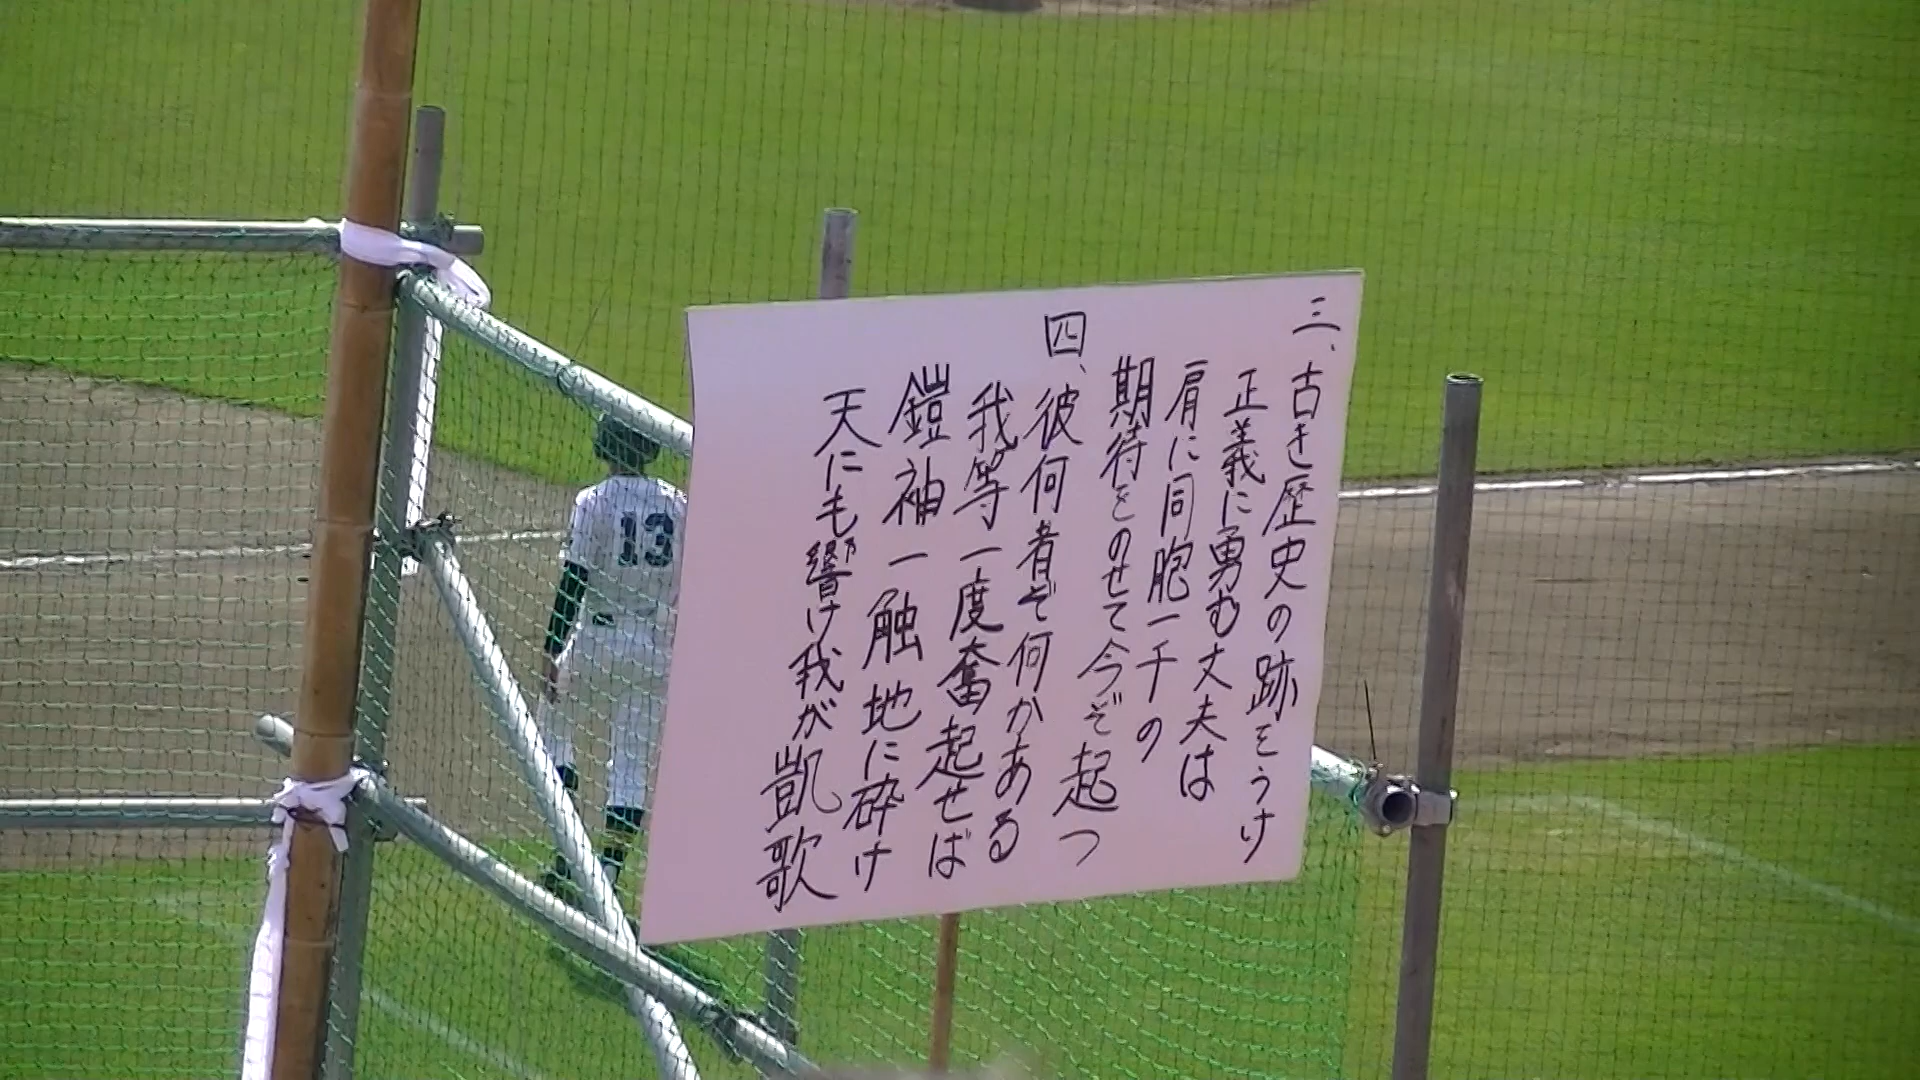 三、古き歴史の跡をうけ
正義に勇む丈夫は
肩に同胞一千の
期待をのせて今ぞ起つ
四、彼何者ぞ何かある
我等一度奮起せば
鎧袖一触地に砕け
天にも響け我が凱歌
13